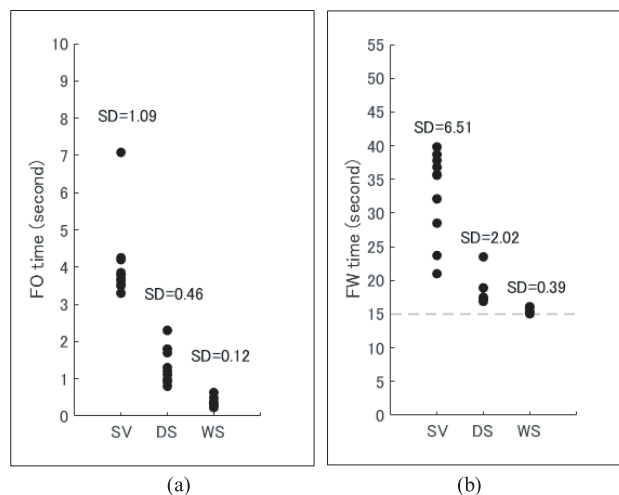 FO time (second)
10
9
8
7
6
5
4
3
2
1
0
SD=1.09
SD=0.46
SD=0.12
SV DS WS
(a)
FW time (second)
55
50
45
40
35
30
25
20
15
10
5
0
SD=6.51
SD=2.02
SD=0.39
SV DS WS
(b)